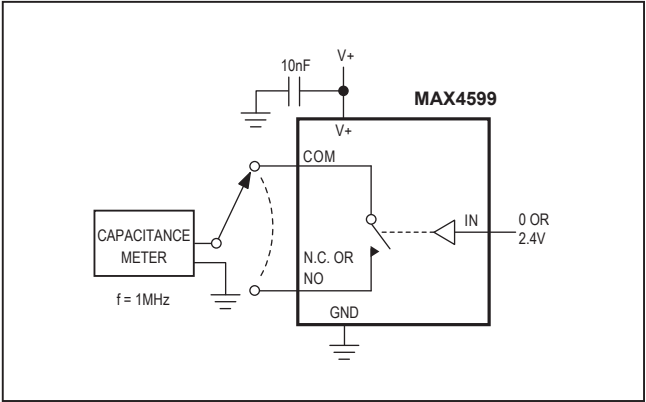 V+
10nF
MAX4599
V+
COM
IN
0 OR
2.4V
CAPACITANCE
METER
N.C. OR
NO
f = 1MHz
GND